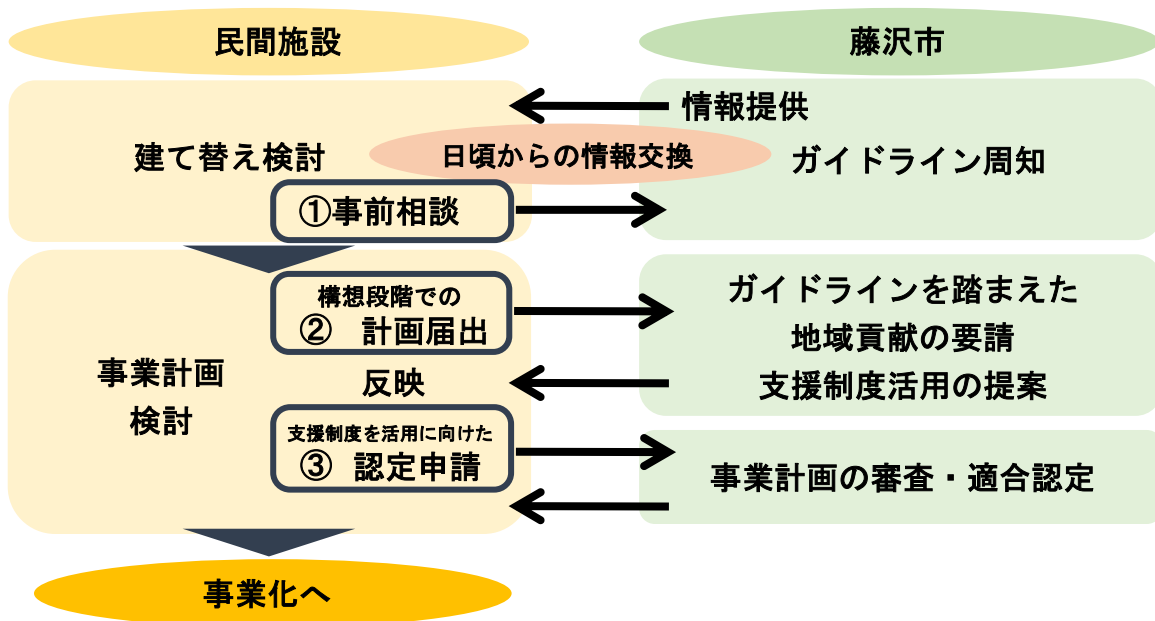 民間施設
藤沢市
情報提供
建て替え検討
日頃からの情報交換
ガイドライン周知
①事前相談
構想段階での
② 計画届出
ガイドラインを踏まえた
地域貢献の要請
支援制度活用の提案
事業計画
検討
反映
支援制度を活用に向けた
③ 認定申請
事業計画の審査・適合認定
事業化へ